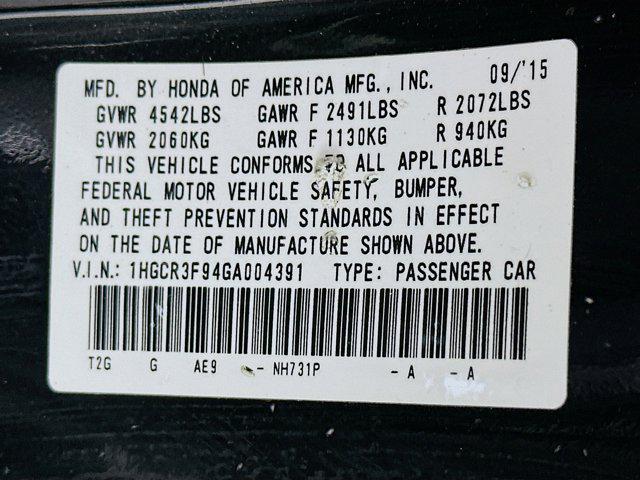 MFD. BY HONDA OF AMERICA MFG., INC. 09/'15
GVWR 4542LBS GAWR F 2491LBS R 2072LBS
GVWR 2060KG GAWR F 1130KG R 940KG
THIS VEHICLE CONFORMS TO ALL APPLICABLE
FEDERAL MOTOR VEHICLE SAFETY, BUMPER,
AND THEFT PREVENTION STANDARDS IN EFFECT
ON THE DATE OF MANUFACTURE SHOWN ABOVE.
V.I.N.: 1HGCR3F94GA004391 TYPE: PASSENGER CAR
T2G G AE9 - NH731P - A - A